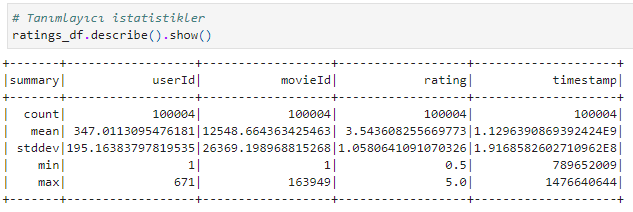 # Tanımlayıcı istatistikler
ratings_df.describe().show()
+-------+------------------+------------------+------------------+--------------------+
|summary|            userId|           movieId|            rating|           timestamp|
+-------+------------------+------------------+------------------+--------------------+
|  count|            100004|            100004|            100004|              100004|
|   mean| 347.0113095476181|12548.664363425463| 3.543608255669773|1.1296390869392424E9|
| stddev|195.16383797819535|26369.198968815268|1.0580641091070326|1.9168582602710962E8|
|    min|                 1|                 1|               0.5|           789652009|
|    max|               671|            163949|               5.0|          1476640644|
+-------+------------------+------------------+------------------+--------------------+